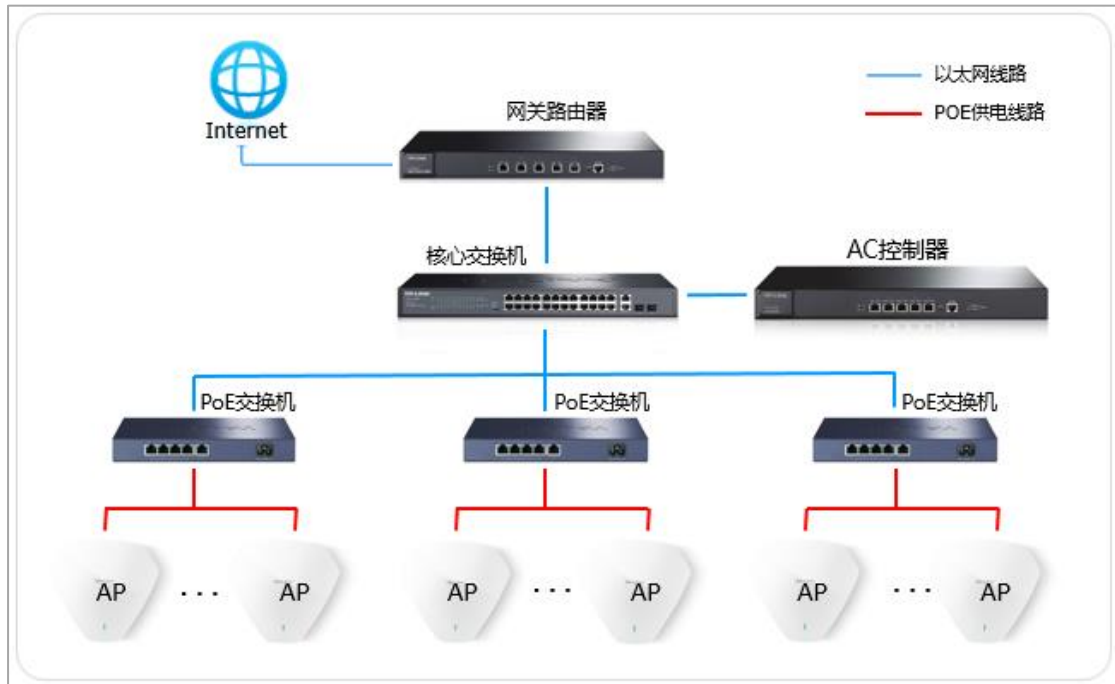 以太网线路
POE供电线路
Internet
网关路由器
核心交换机
AC控制器
PoE交换机
PoE交换机
PoE交换机
AP
...
AP
AP
...
AP
AP
...
AP